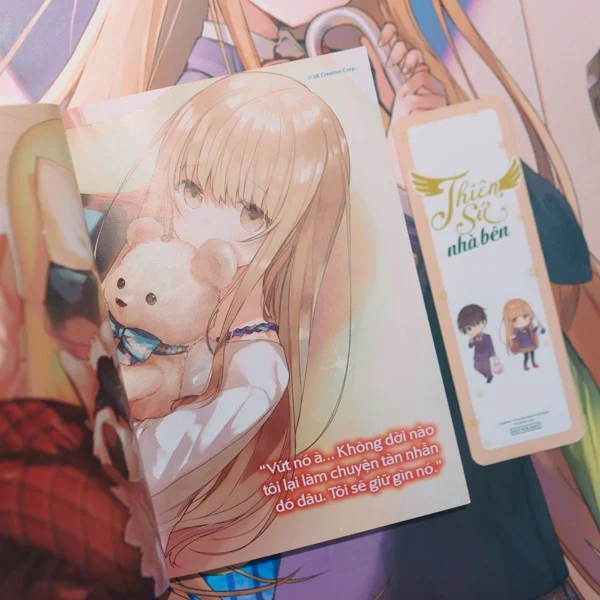 © SB Creative Corp.
Thiên
Sứ
nhà bên
“Vứt nó à... Không đời nào
tôi lại làm chuyện tàn nhẫn
đó đâu. Tôi sẽ giữ gìn nó.”